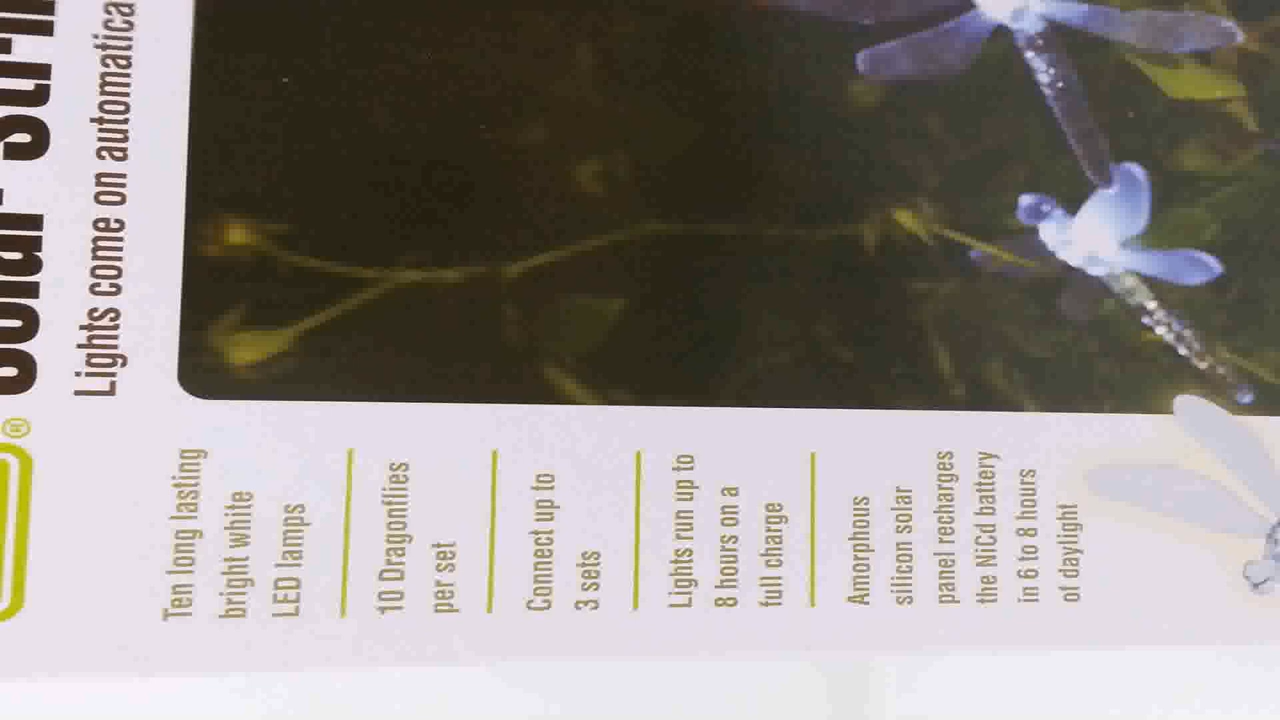 Lights come on
®
Ten long lasting
bright white
LED lamps
10 Dragonflies
per set
Connect up to
3 sets
Lights run up to
8 hours on a
full charge
Amorphous
silicon solar
panel recharges
the NiCd battery
in 6 to 8 hours
of daylight